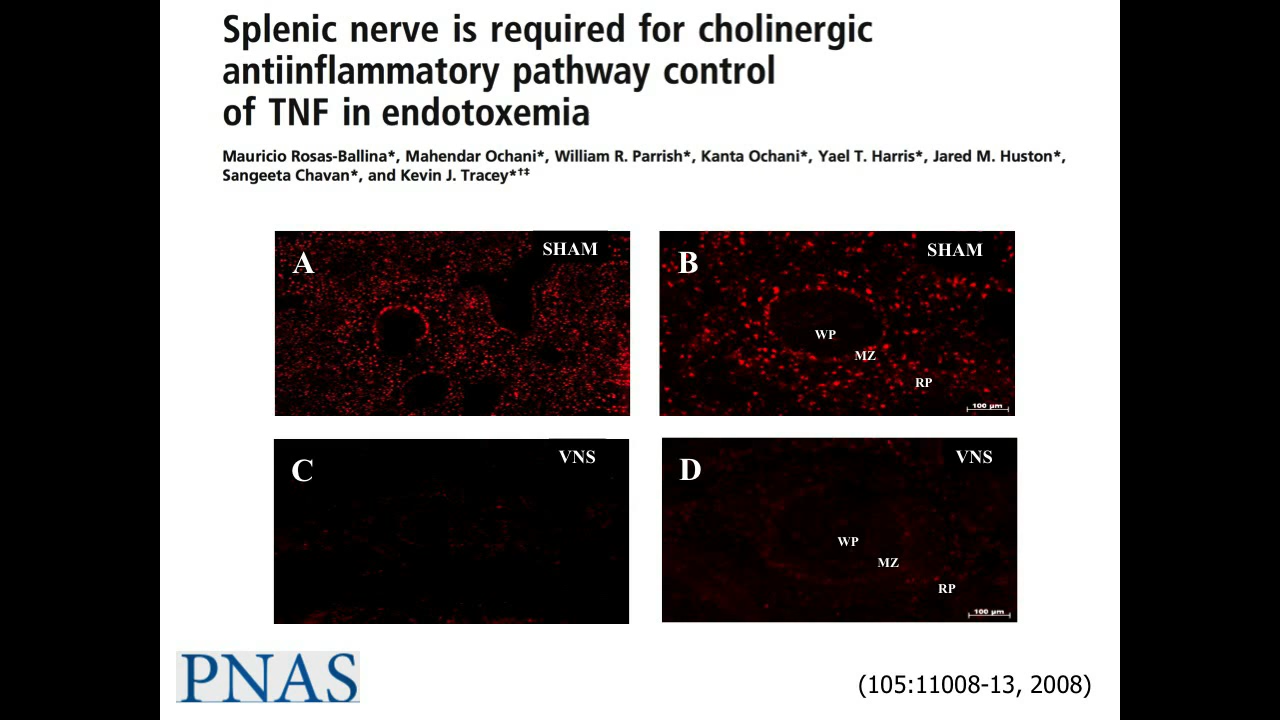 Splenic nerve is required for cholinergic
antiinflammatory pathway control
of TNF in endotoxemia
Mauricio Rosas-Ballina*, Mahendar Ochani*, William R. Parrish*, Kanta Ochani*, Yael T. Harris*, Jared M. Huston*,
Sangeeta Chavan*, and Kevin J. Tracey*†‡
A
SHAM
B
SHAM
WP
MZ
RP
100 µm
C
VNS
D
VNS
WP
MZ
RP
100 µm
PNAS
(105:11008-13, 2008)